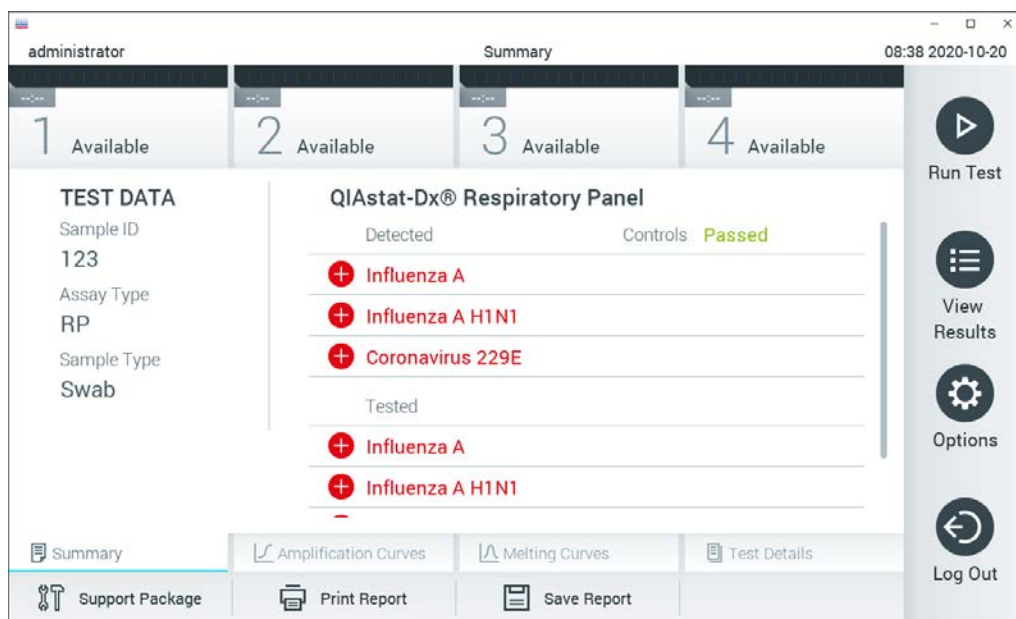 administrator Summary 08:38 2020-10-20
--:-- --:-- --:-- --:--
1 Available 2 Available 3 Available 4 Available
Run Test
TEST DATA
Sample ID
123
Assay Type
RP
Sample Type
Swab
QIAstat-Dx® Respiratory Panel
Detected Controls Passed
Influenza A
Influenza A H1N1
Coronavirus 229E
Tested
Influenza A
Influenza A H1N1
View
Results
Options
Log Out
Summary Amplification Curves Melting Curves Test Details
Support Package Print Report Save Report